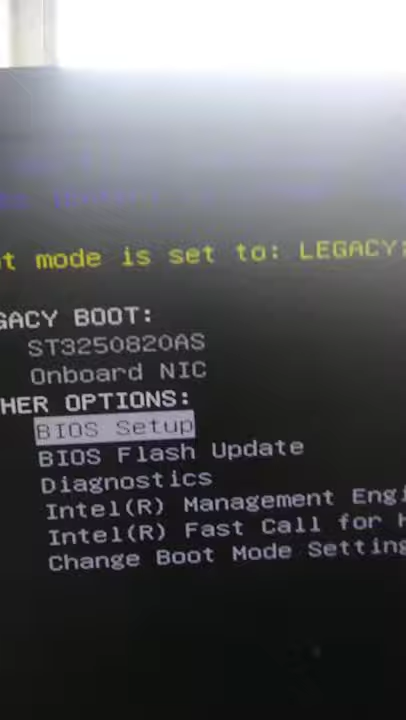 t mode is set to: LEGACY;
GACY BOOT:
ST3250820AS
Onboard NIC
HER OPTIONS:
BIOS Setup
BIOS Flash Update
Diagnostics
Intel(R) Management Engi
Intel(R) Fast Call for H
Change Boot Mode Setting